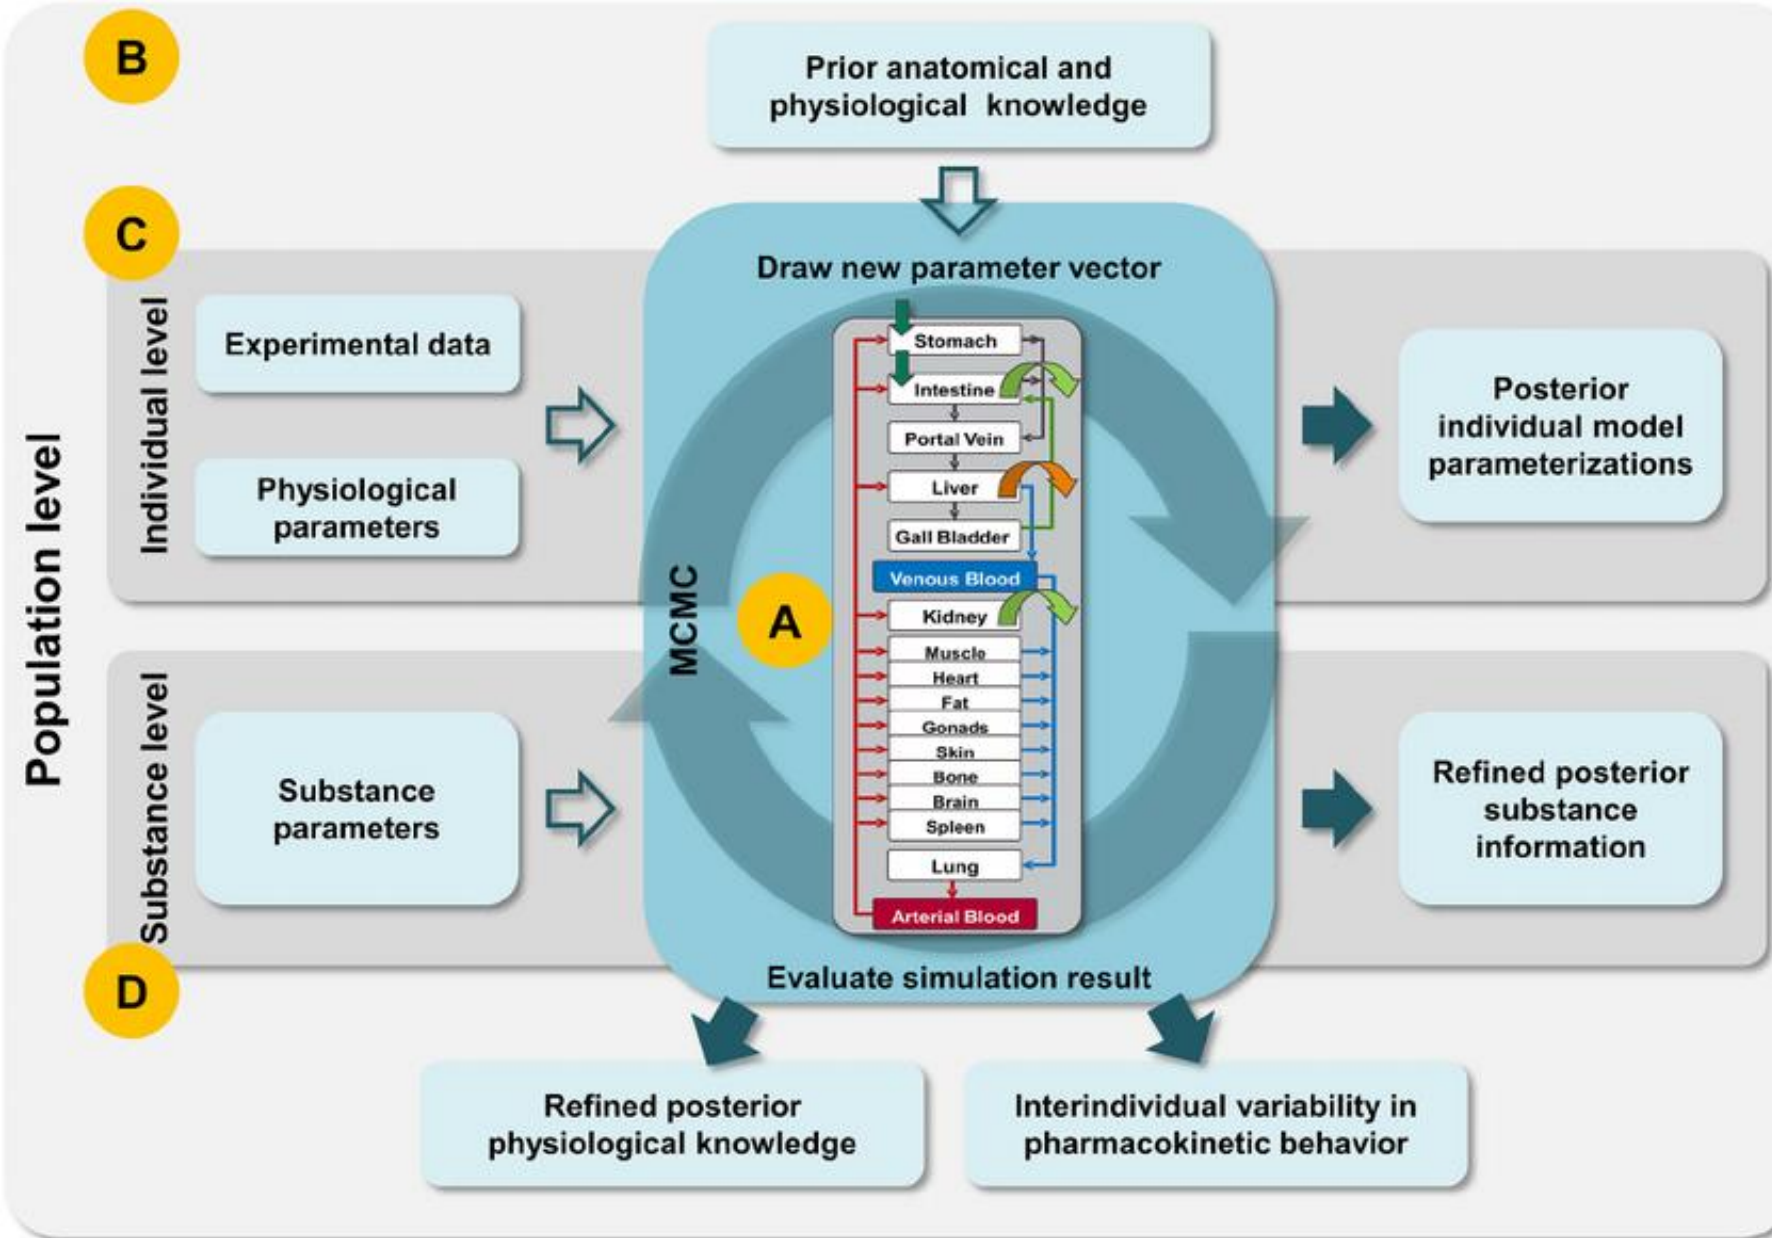 B
Prior anatomical and
physiological knowledge
C
Draw new parameter vector
Population level
Individual level
Experimental data
Physiological
parameters
MCMC
A
Stomach
Intestine
Portal Vein
Liver
Gall Bladder
Venous Blood
Kidney
Muscle
Heart
Fat
Gonads
Skin
Bone
Brain
Spleen
Lung
Arterial Blood
Posterior
individual model
parameterizations
Substance level
Substance
parameters
Refined posterior
substance
information
D
Evaluate simulation result
Refined posterior
physiological knowledge
Interindividual variability in
pharmacokinetic behavior